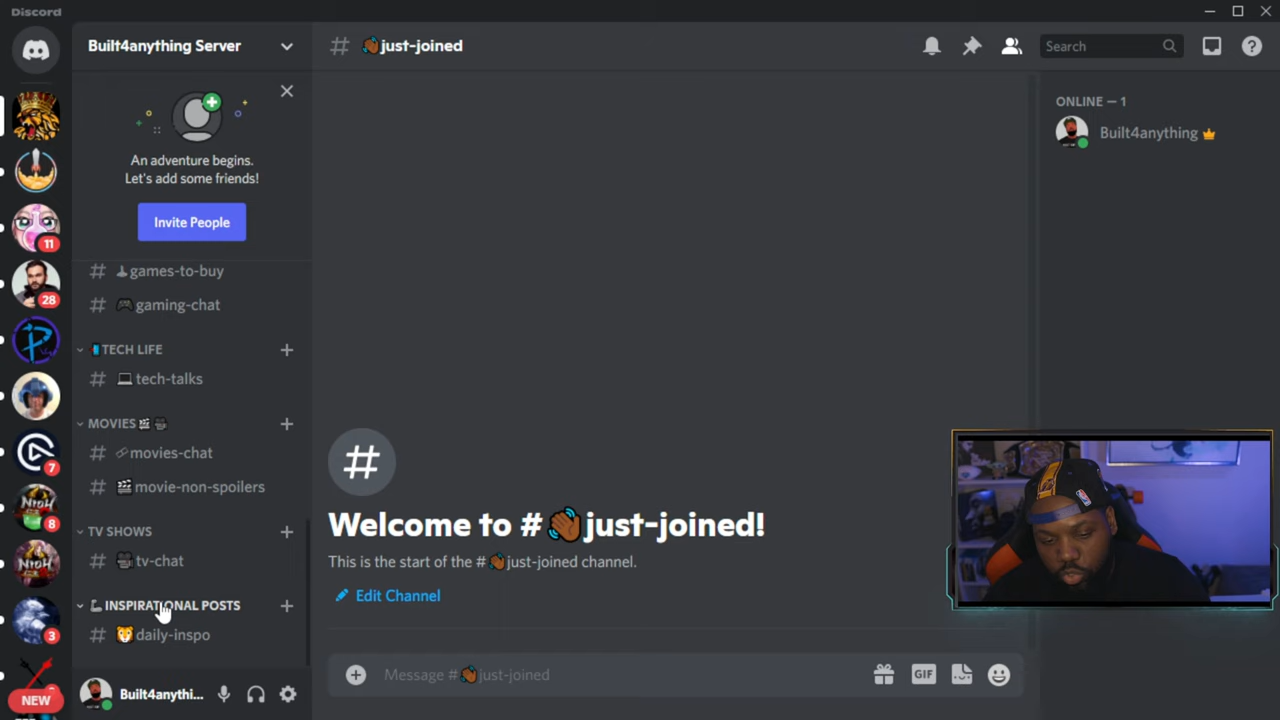 Discord
Built4anything Server
An adventure begins.
Let's add some friends!
Invite People
games-to-buy
gaming-chat
TECH LIFE
tech-talks
MOVIES
movies-chat
movie-non-spoilers
TV SHOWS
tv-chat
INSPIRATIONAL POSTS
daily-inspo
Built4anythi...
11
28
7
8
3
NEW
# just-joined
Search
Welcome to # just-joined!
This is the start of the # just-joined channel.
Edit Channel
Message # just-joined
GIF
ONLINE — 1
Built4anything